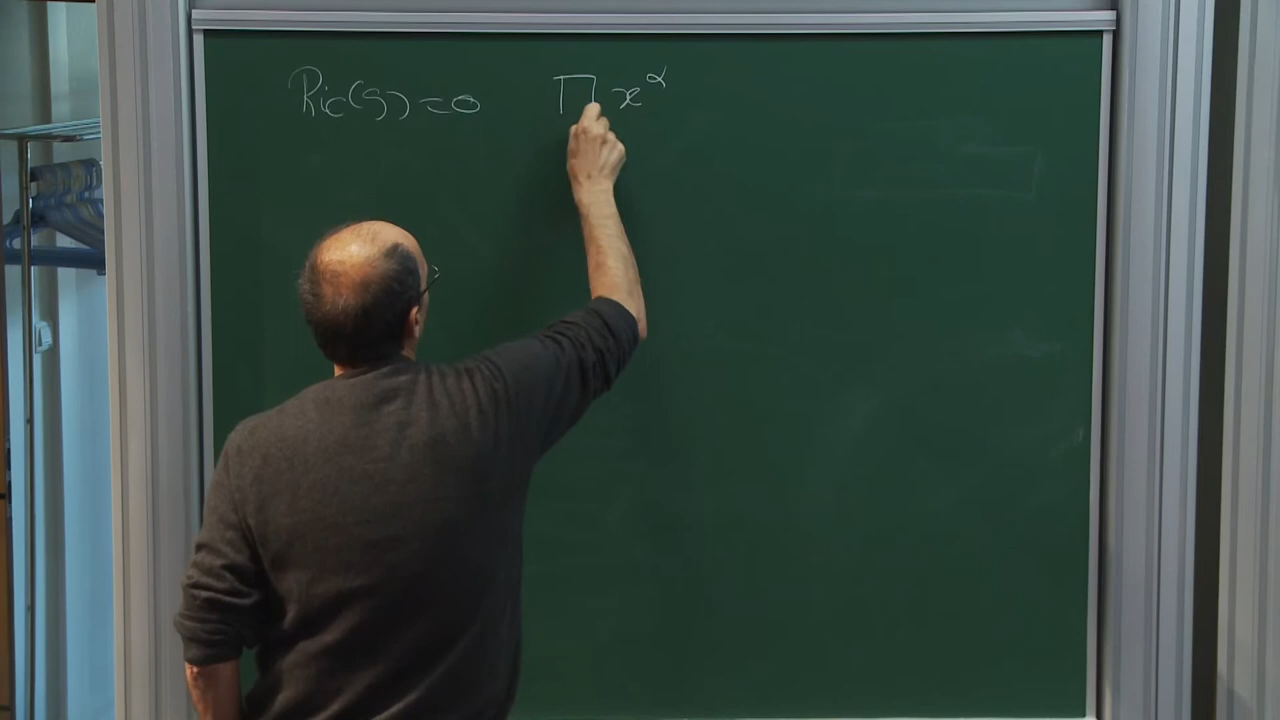 Ric(g)=0 □ x^α